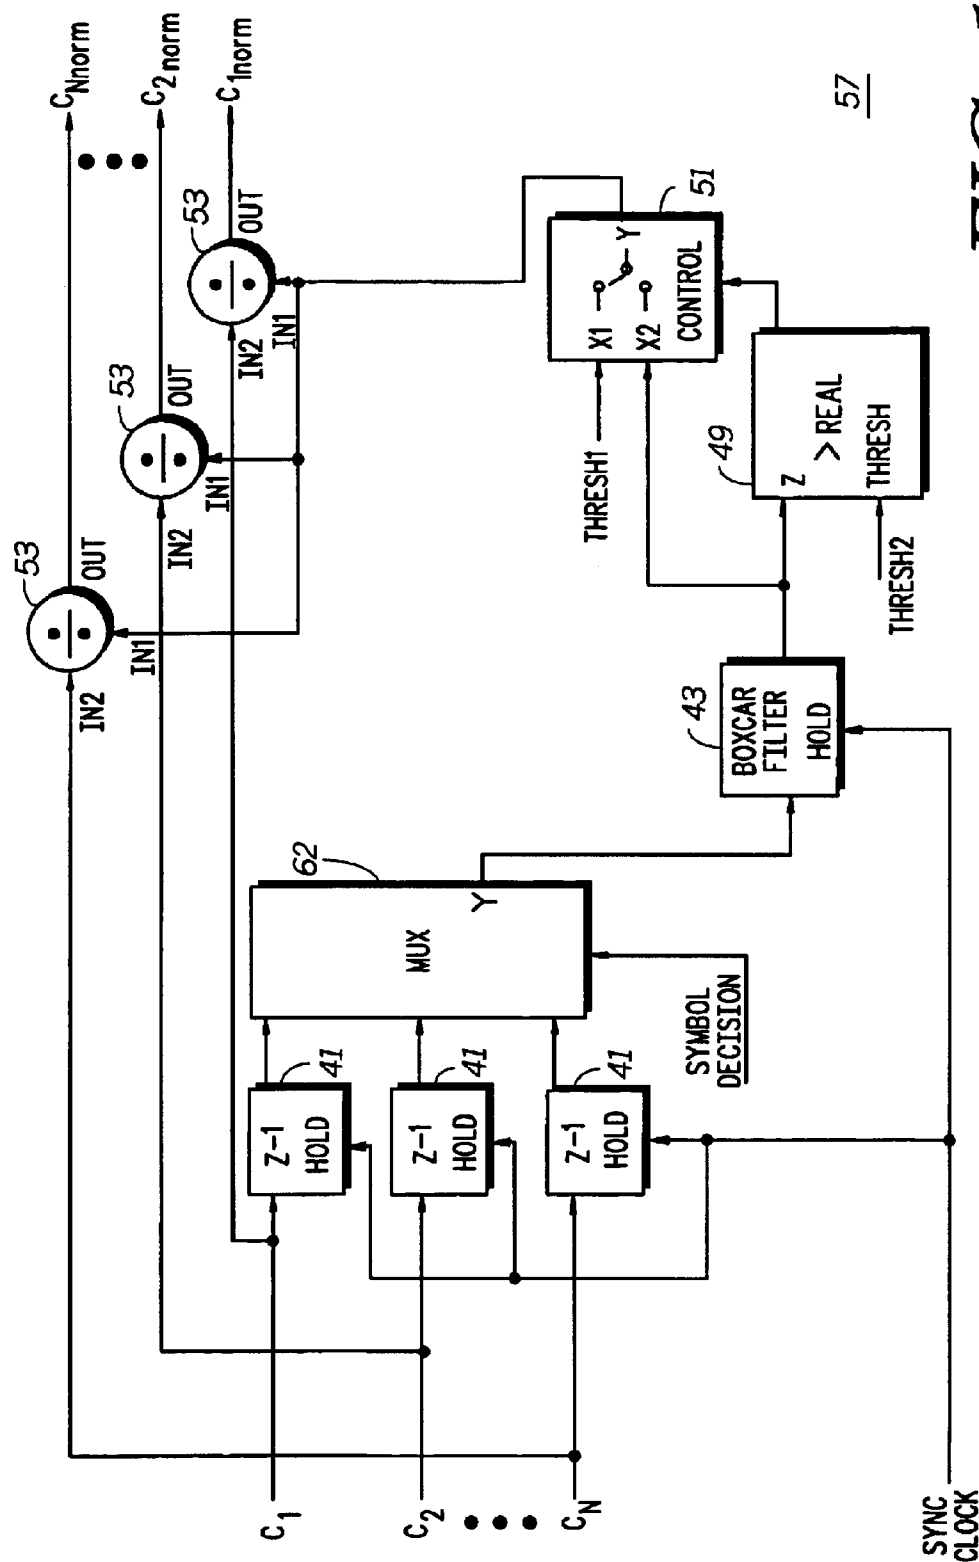 C1
C2
CN
SYNC
CLOCK
Z-1
HOLD
41
Z-1
HOLD
41
Z-1
HOLD
41
MUX
Y
62
SYMBOL
DECISION
BOXCAR
FILTER
HOLD
43
Z
>REAL
THRESH
49
THRESH2
THRESH1
X1
X2
Y
CONTROL
51
IN2
IN1
OUT
53
IN2
IN1
OUT
53
IN2
IN1
OUT
53
CNnorm
C2norm
C1norm
57